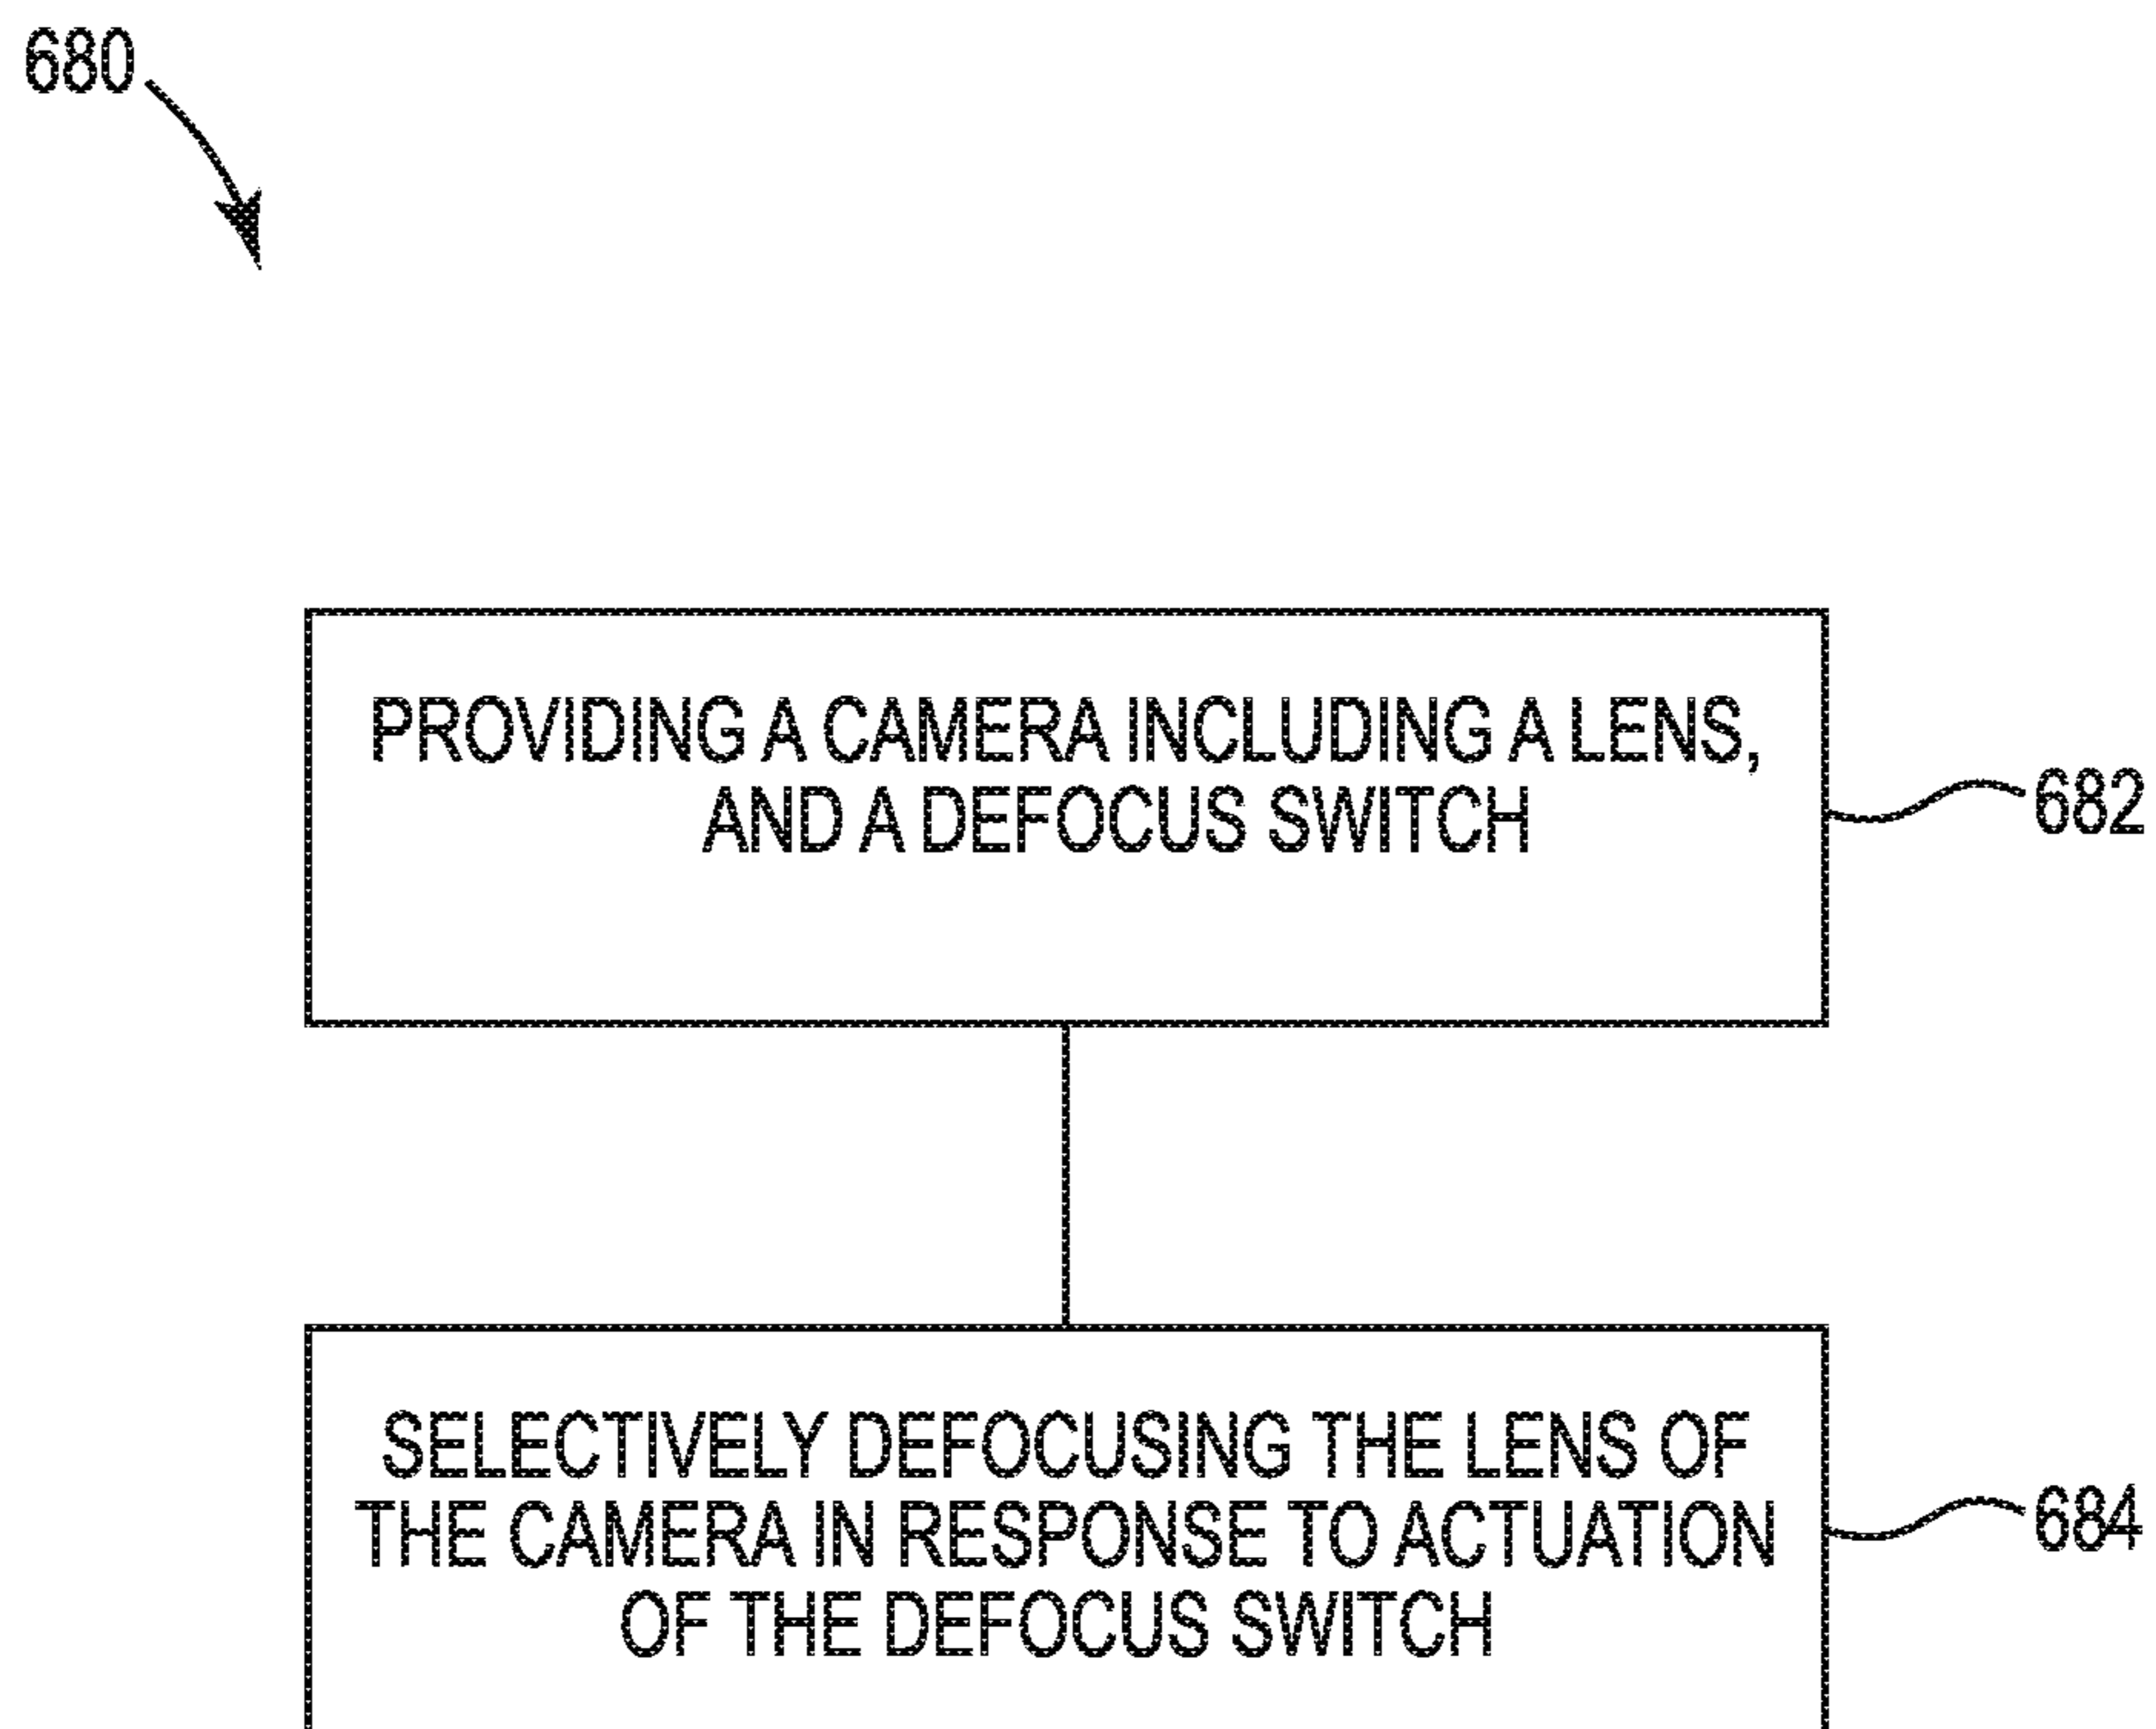 680
PROVIDING A CAMERA INCLUDING A LENS,
AND A DEFOCUS SWITCH
682
SELECTIVELY DEFOCUSING THE LENS OF
THE CAMERA IN RESPONSE TO ACTUATION
OF THE DEFOCUS SWITCH
684